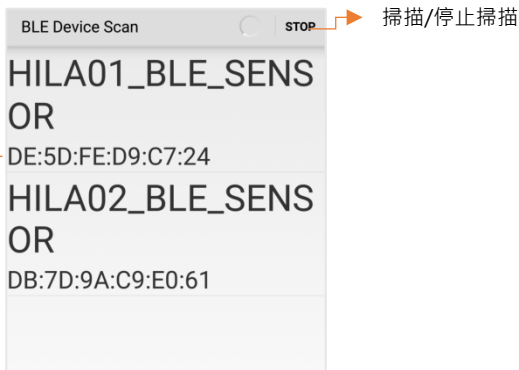 BLE Device Scan
STOP
掃描/停止掃描
HILA01_BLE_SENS
OR
DE:5D:FE:D9:C7:24
HILA02_BLE_SENS
OR
DB:7D:9A:C9:E0:61